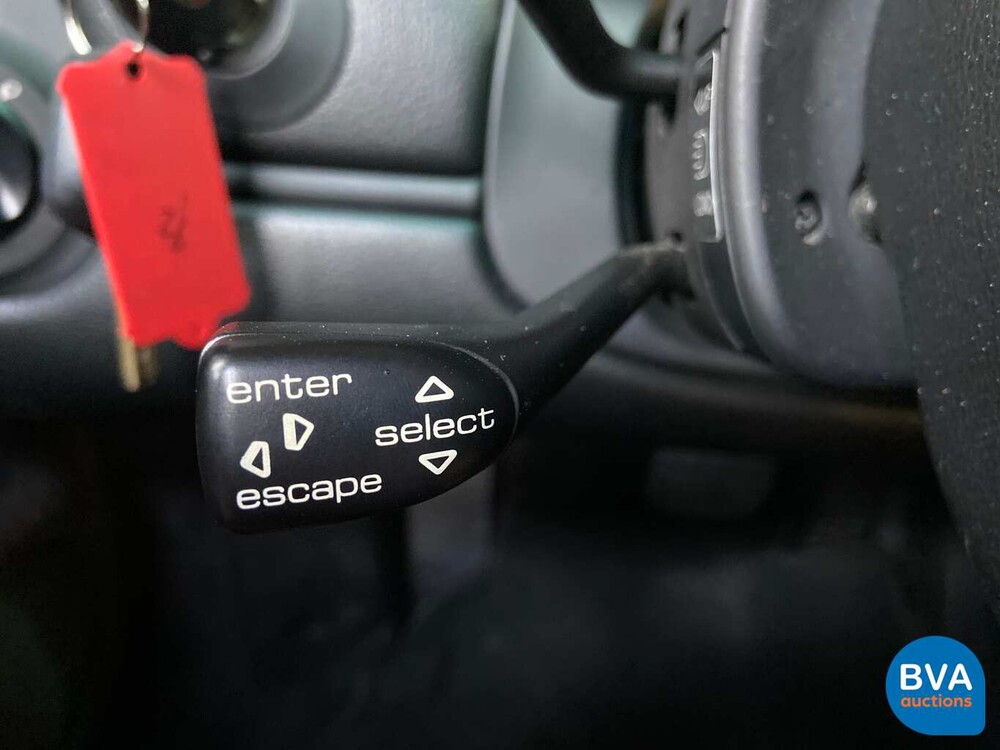 enter
select
escape
BVA
auctions